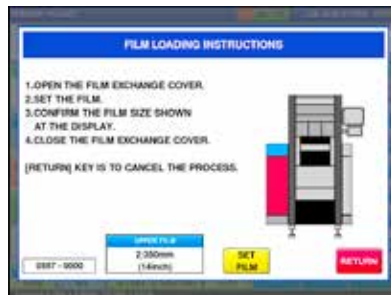 FILM LOADING INSTRUCTIONS
1.OPEN THE FILM EXCHANGE COVER.
2.SET THE FILM.
3.CONFIRM THE FILM SIZE SHOWN
AT THE DISPLAY.
4.CLOSE THE FILM EXCHANGE COVER.
[RETURN] KEY IS TO CANCEL THE PROCESS.
UPPER FILM
2:350mm
(14inch)
SET
FILM
RETURN